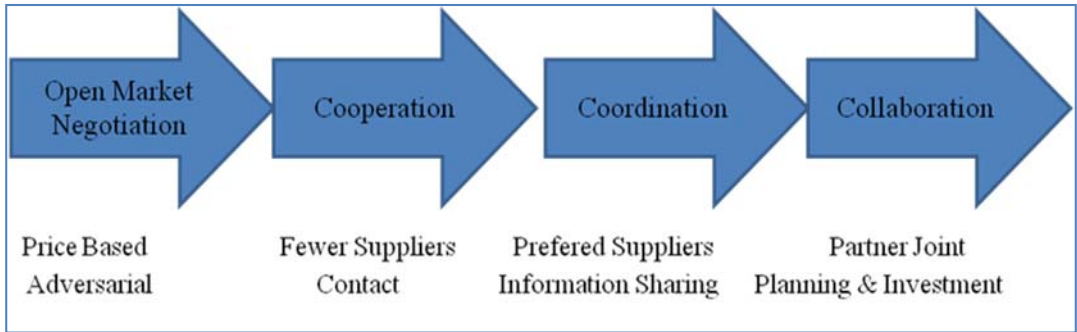 Open Market
Negotiation
Cooperation
Coordination
Collaboration
Price Based
Adversarial
Fewer Suppliers
Contact
Prefered Suppliers
Information Sharing
Partner Joint
Planning & Investment